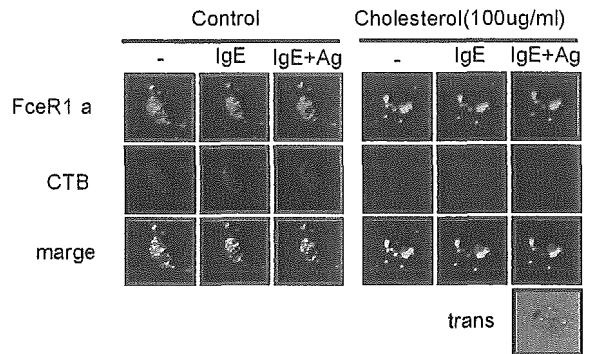 Control
Cholesterol(100ug/ml)
- IgE IgE+Ag
- IgE IgE+Ag
FceR1 a
CTB
marge
trans